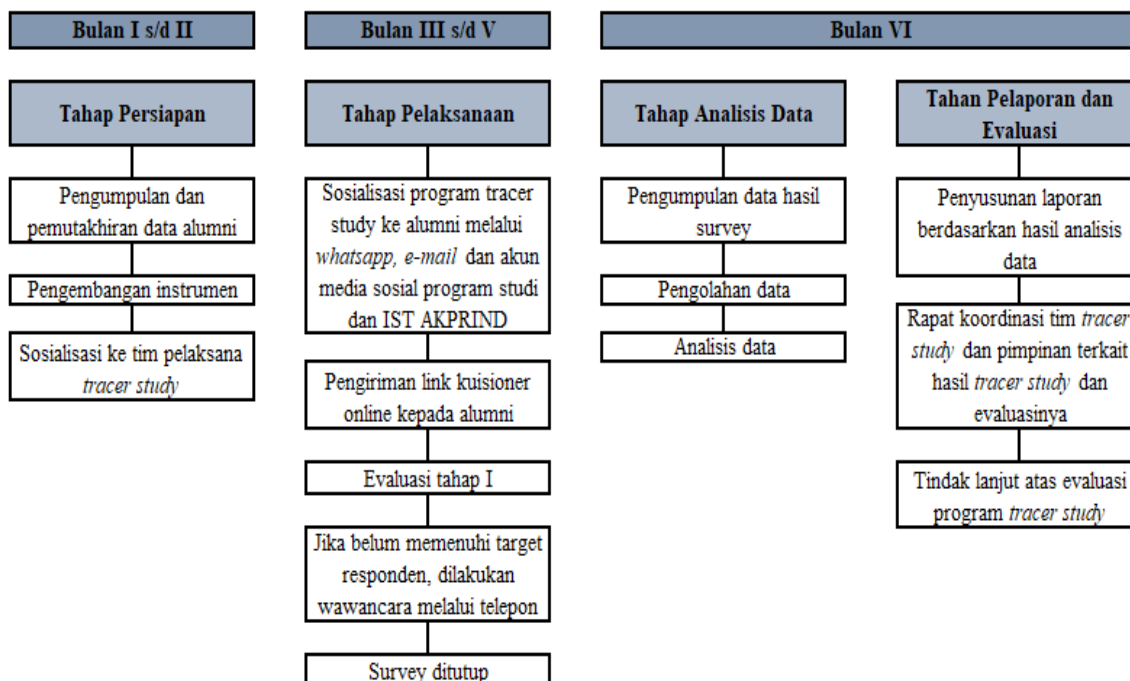 Bulan I s/d II
Bulan III s/d V
Bulan VI
Tahap Persiapan
Pengumpulan dan
pemutakhiran data alumni
Pengembangan instrumen
Sosialisasi ke tim pelaksana
tracer study
Tahap Pelaksanaan
Sosialisasi program tracer
study ke alumni melalui
whatsapp, e-mail dan akun
media sosial program studi
dan IST AKPRIND
Pengiriman link kuisioner
online kepada alumni
Evaluasi tahap I
Jika belum memenuhi target
responden, dilakukan
wawancara melalui telepon
Survey ditutup
Tahap Analisis Data
Pengumpulan data hasil
survey
Pengolahan data
Analisis data
Tahan Pelaporan dan
Evaluasi
Penyusunan laporan
berdasarkan hasil analisis
data
Rapat koordinasi tim tracer
study dan pimpinan terkait
hasil tracer study dan
evaluasinya
Tindak lanjut atas evaluasi
program tracer study